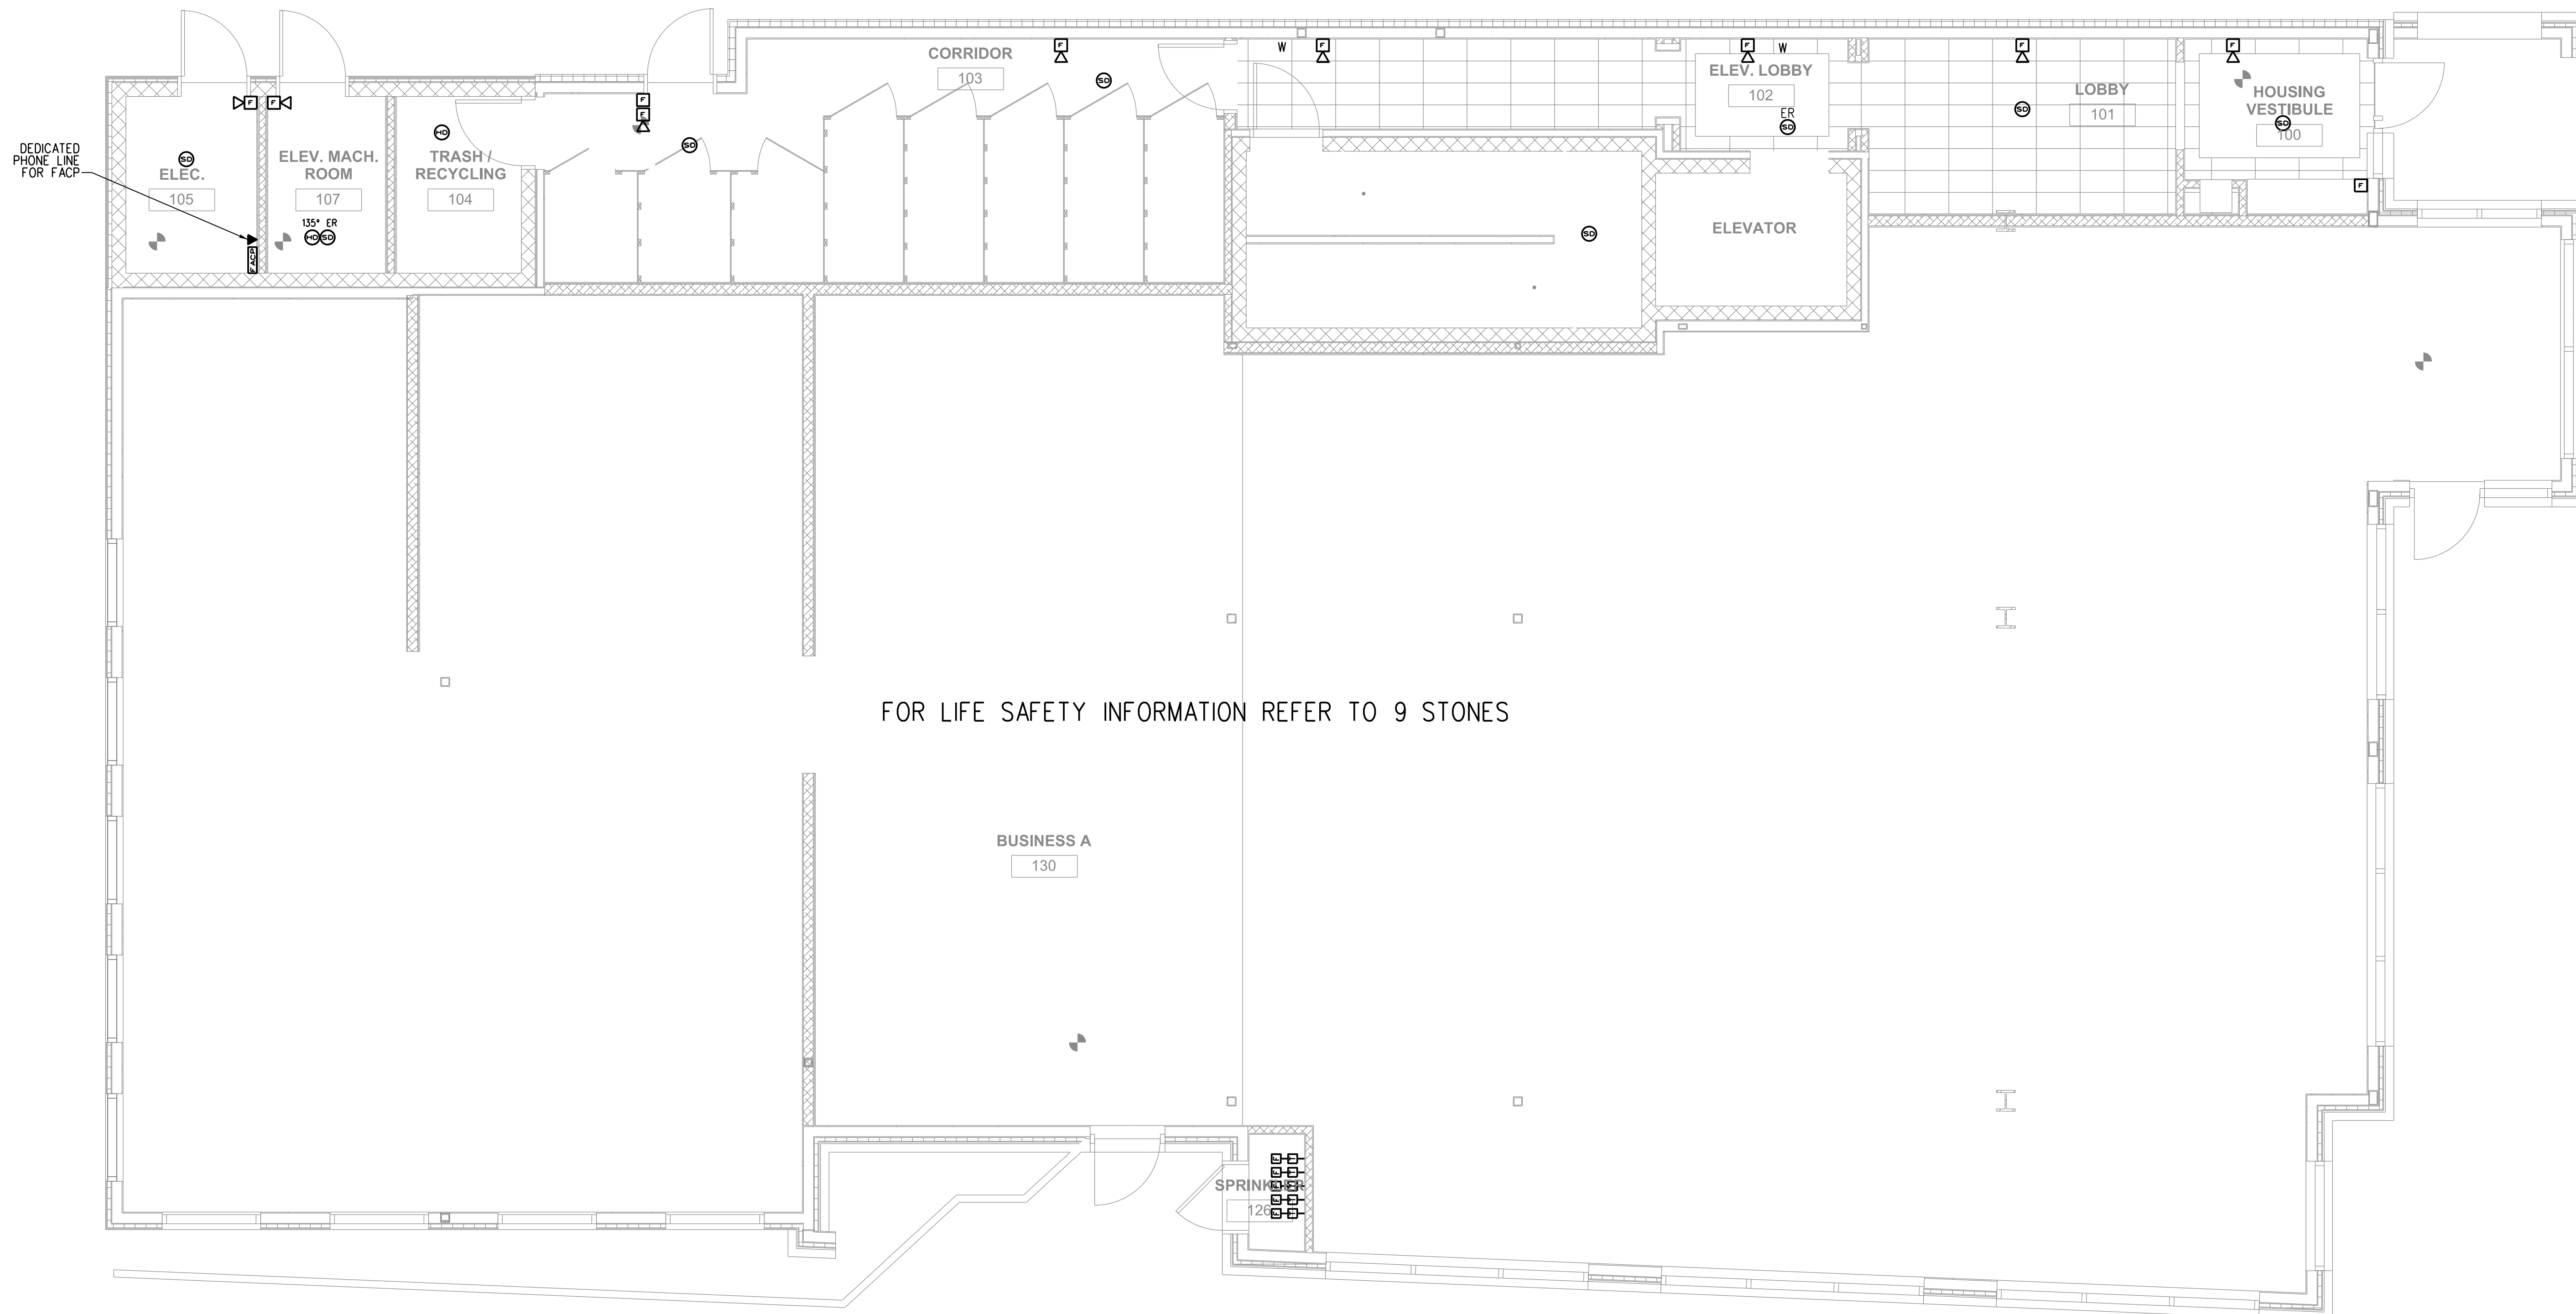 CORRIDOR
103
W
F
F
F
W
F
F
ELEV. LOBBY
102
ER
SD
LOBBY
101
SD
HOUSING
VESTIBULE
100
SD
F
SD
F
F
F
F
SD
HD
DEDICATED
PHONE LINE
FOR FACP
SD
ELEC.
105
ELEV. MACH.
ROOM
107
TRASH /
RECYCLING
104
135° ER
HD SD
FACP
SD
ELEVATOR
FOR LIFE SAFETY INFORMATION REFER TO 9 STONES
BUSINESS A
130
SPRINKLER
126